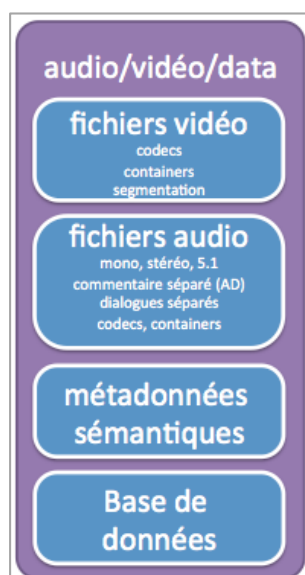 audio/vidéo/data
fichiers vidéo
codecs
containers
segmentation
fichiers audio
mono, stéréo, 5.1
commentaire séparé (AD)
dialogues séparés
codecs, containers
métadonnées
sémantiques
Base de
données